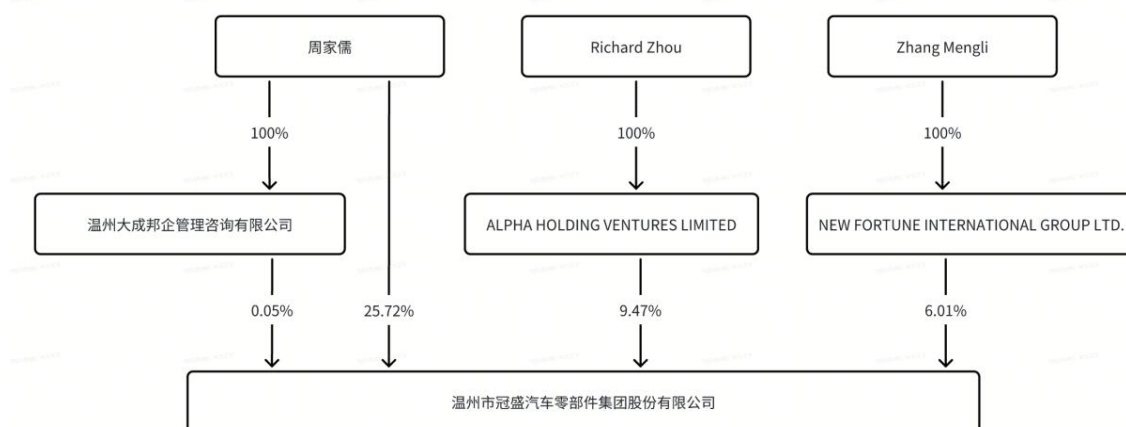 周家儒
Richard Zhou
Zhang Mengli
100%
100%
100%
温州大成邦企管理咨询有限公司
ALPHA HOLDING VENTURES LIMITED
NEW FORTUNE INTERNATIONAL GROUP LTD.
0.05%
25.72%
9.47%
6.01%
温州市冠盛汽车零部件集团股份有限公司